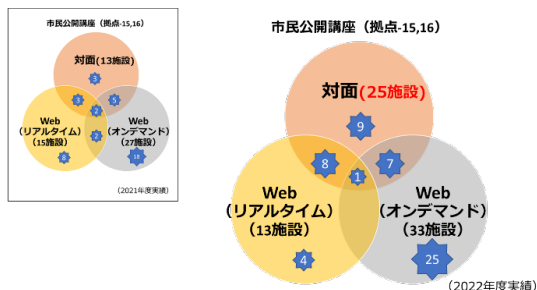 市民公開講座（拠点-15,16）
対面(13施設)
3
3
5
2
Web
（リアルタイム）
（15施設）
2
Web
（オンデマンド）
（27施設）
8
18
（2021年度実績）
市民公開講座（拠点-15,16）
対面(25施設)
9
8
7
1
Web
（リアルタイム）
（13施設）
Web
（オンデマンド）
（33施設）
4
25
（2022年度実績）